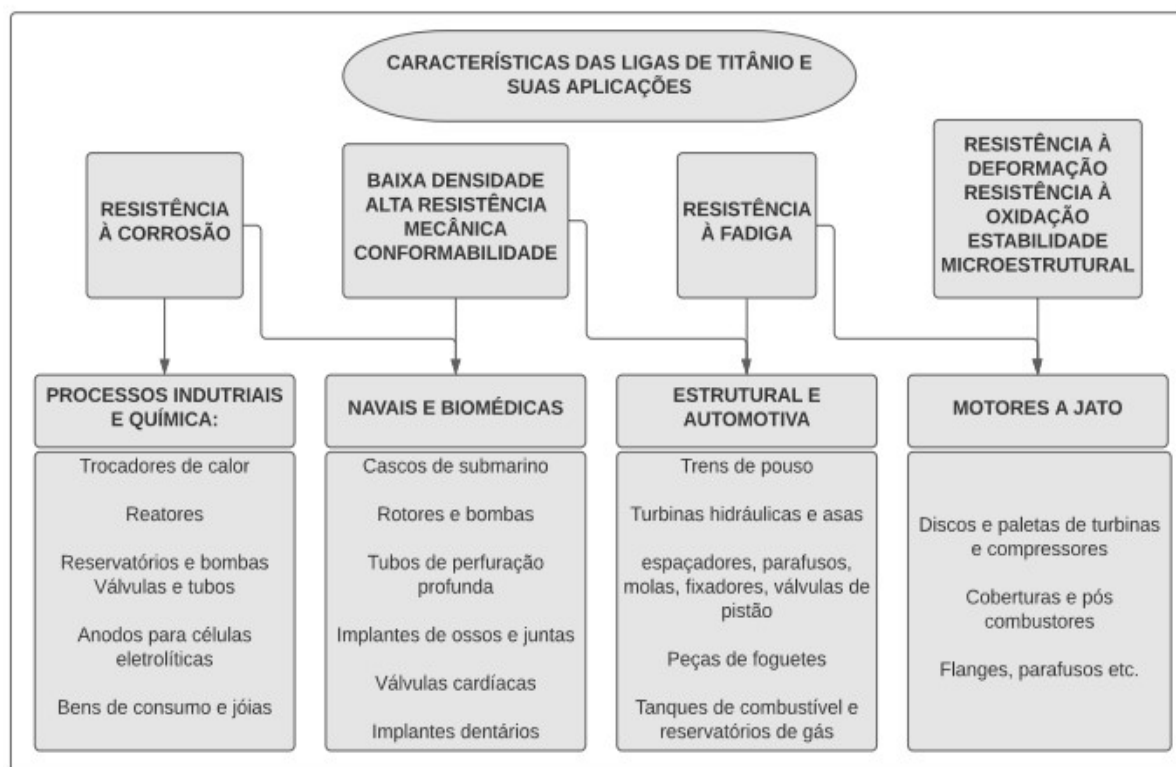 CARACTERÍSTICAS DAS LIGAS DE TITÂNIO E
SUAS APLICAÇÕES
RESISTÊNCIA
À CORROSÃO
BAIXA DENSIDADE
ALTA RESISTÊNCIA
MECÂNICA
CONFORMABILIDADE
RESISTÊNCIA
À FADIGA
RESISTÊNCIA À
DEFORMAÇÃO
RESISTÊNCIA À
OXIDAÇÃO
ESTABILIDADE
MICROESTRUTURAL
PROCESSOS INDUTRIAIS
E QUÍMICA:
Trocadores de calor
Reatores
Reservatórios e bombas
Válvulas e tubos
Anodos para células
eletrolíticas
Bens de consumo e jóias
NAVAIS E BIOMÉDICAS
Cascos de submarino
Rotores e bombas
Tubos de perfuração
profunda
Implantes de ossos e juntas
Válvulas cardíacas
Implantes dentários
ESTRUTURAL E
AUTOMOTIVA
Trens de pouso
Turbinas hidráulicas e asas
espaçadores, parafusos,
molas, fixadores, válvulas de
pistão
Peças de foguetes
Tanques de combustível e
reservatórios de gás
MOTORES A JATO
Discos e paletas de turbinas
e compressores
Coberturas e pós
combustores
Flanges, parafusos etc.